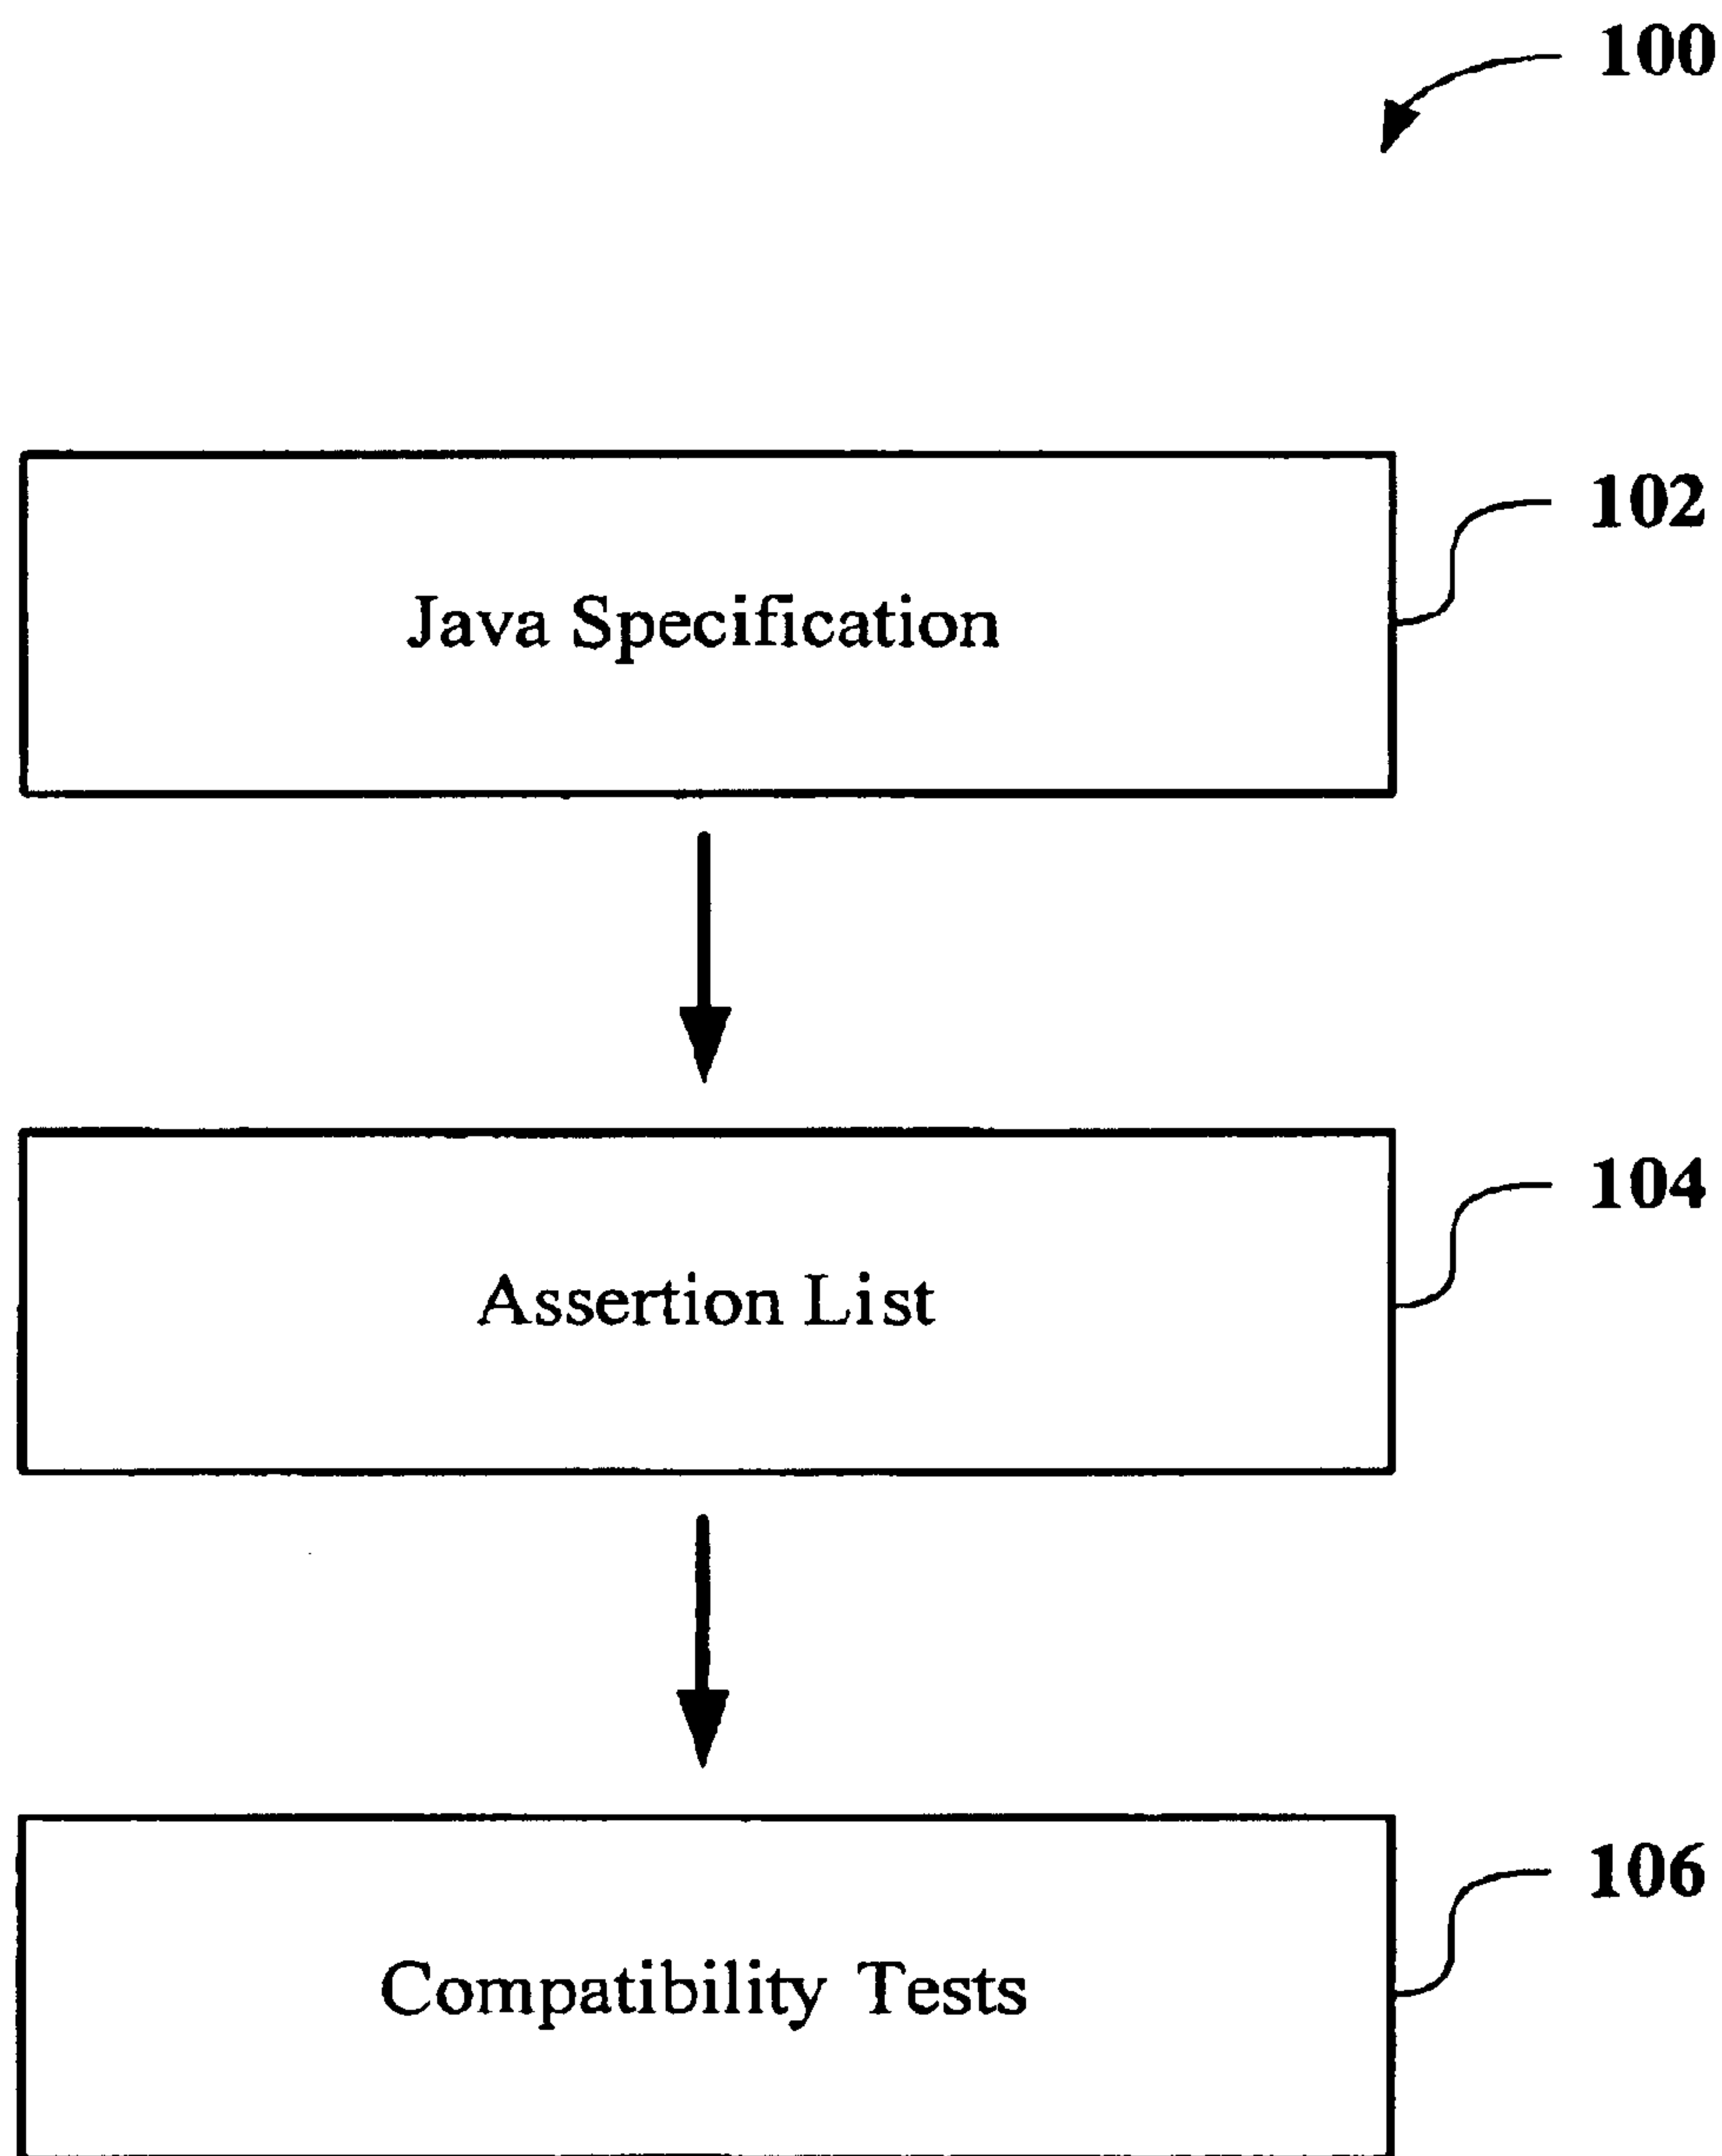 100
102
Java Specification
104
Assertion List
106
Compatibility Tests